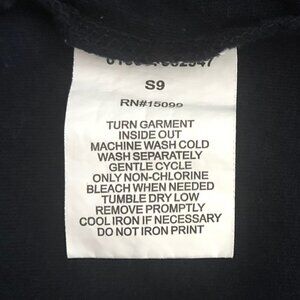 S9
RN#15099
TURN GARMENT
INSIDE OUT
MACHINE WASH COLD
WASH SEPARATELY
GENTLE CYCLE
ONLY NON-CHLORINE
BLEACH WHEN NEEDED
TUMBLE DRY LOW
REMOVE PROMPTLY
COOL IRON IF NECESSARY
DO NOT IRON PRINT